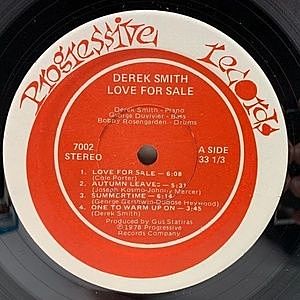 Progressive records
DEREK SMITH
LOVE FOR SALE
Derek Smith - Piano
George Duvivier - Bass
Bobby Rosengarden - Drums
7002
STEREO
A SIDE
33 1/3
1. LOVE FOR SALE — 6:08
(Cole Porter)
2. AUTUMN LEAVES — 5:37
(Joseph Kosmo-Johnny Mercer)
3. SUMMERTIME — 6:14
(George Gershwin-DuBose Heywood)
4. ONE TO WARM UP ON — 3:45
(Derek Smith)
Produced by Gus Statiras
© 1978 Progressive
Records Company